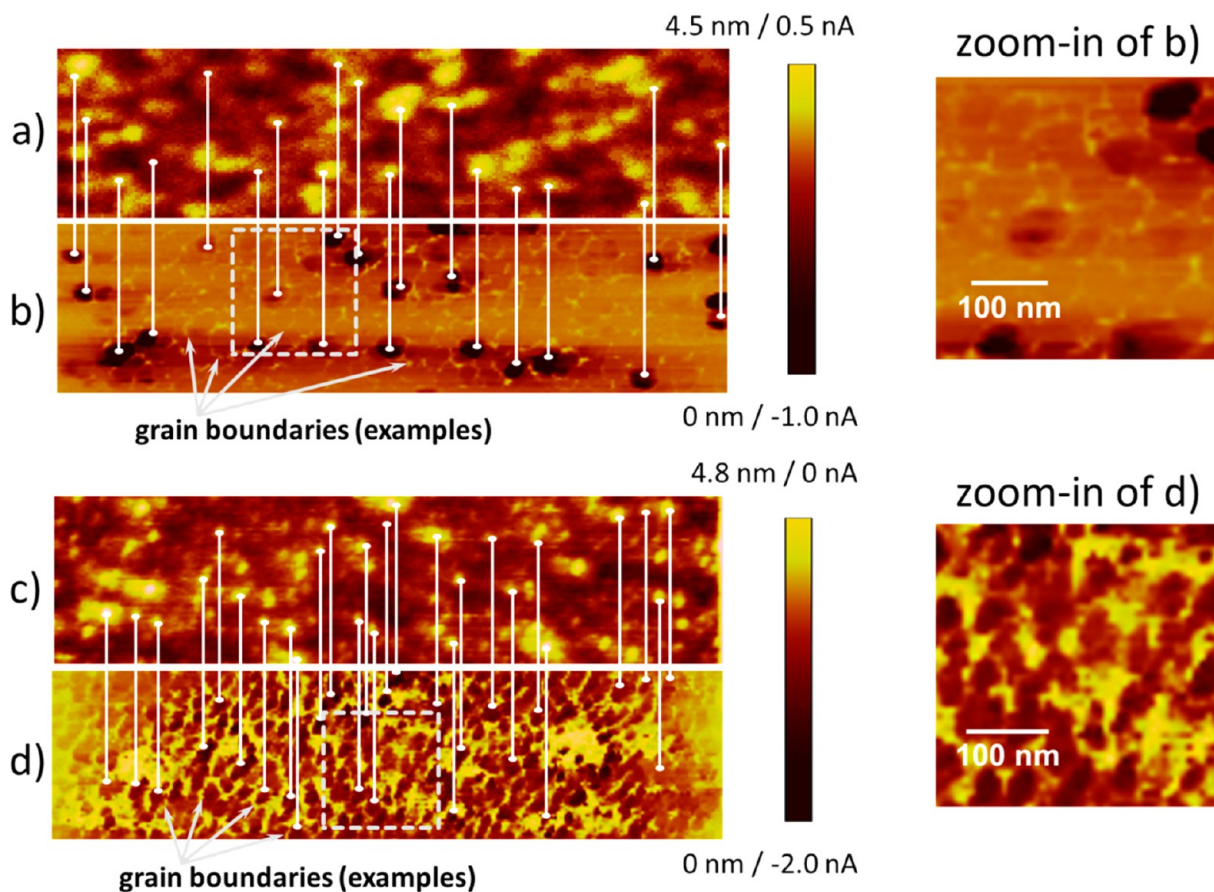 4.5 nm / 0.5 nA
zoom-in of b)
a)
b)
100 nm
grain boundaries (examples)
0 nm / -1.0 nA
4.8 nm / 0 nA
zoom-in of d)
c)
d)
100 nm
grain boundaries (examples)
0 nm / -2.0 nA